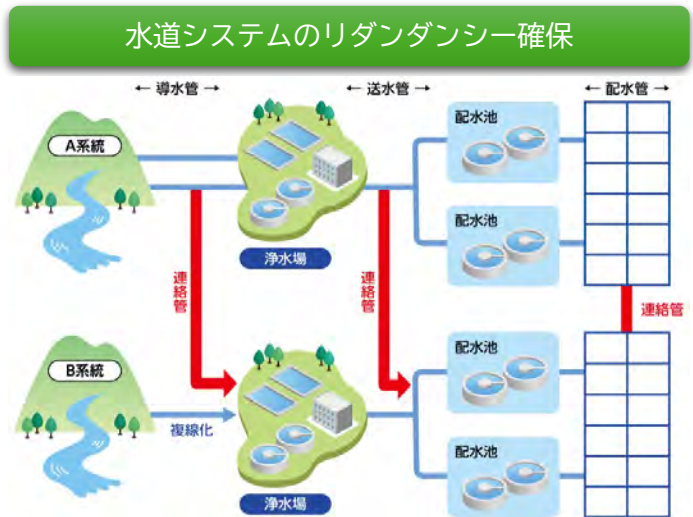 水道システムのリダンダンシー確保
← 導水管 →
← 送水管 →
← 配水管 →
A系統
配水池
配水池
浄水場
連絡管
連絡管
連絡管
B系統
配水池
複線化
配水池
浄水場